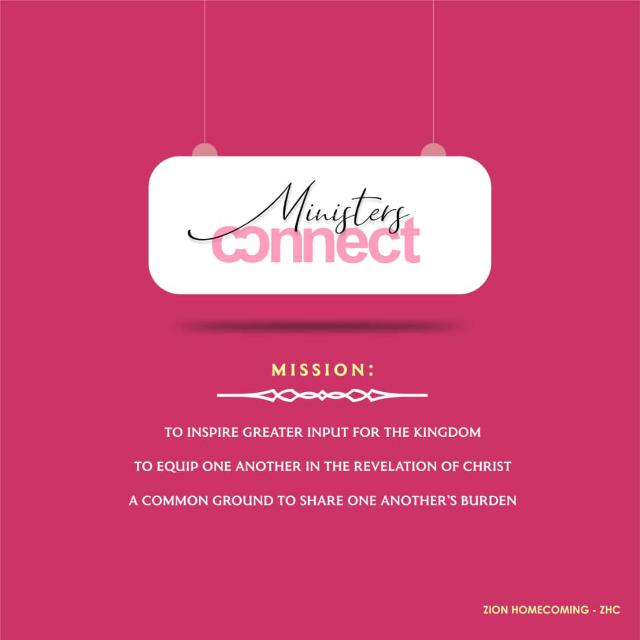 Ministers
connect
MISSION:
TO INSPIRE GREATER INPUT FOR THE KINGDOM
TO EQUIP ONE ANOTHER IN THE REVELATION OF CHRIST
A COMMON GROUND TO SHARE ONE ANOTHER'S BURDEN
ZION HOMECOMING - ZHC